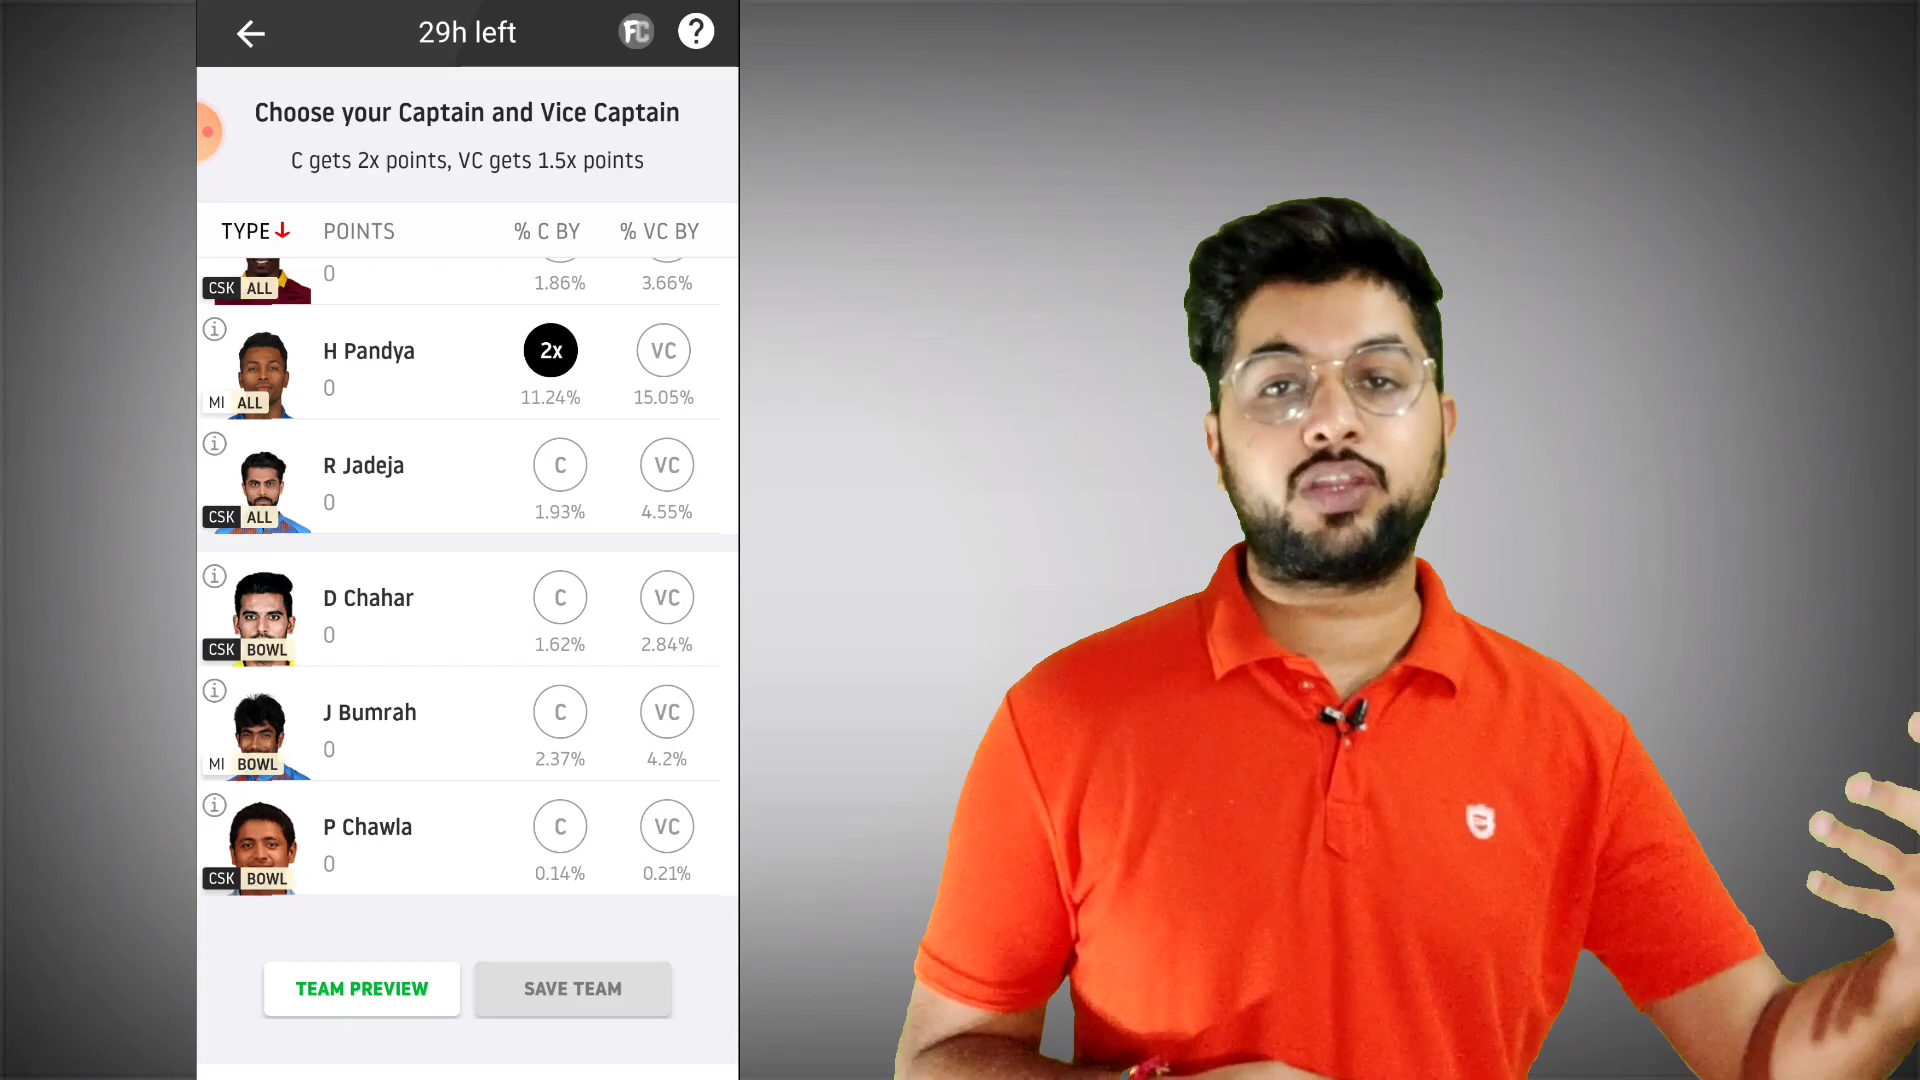 29h left
FC
?
Choose your Captain and Vice Captain
C gets 2x points, VC gets 1.5x points
TYPE POINTS % C BY % VC BY
0
CSK ALL 1.86% 3.66%
i
H Pandya 2x VC
0
MI ALL 11.24% 15.05%
i
R Jadeja C VC
0
CSK ALL 1.93% 4.55%
i
D Chahar C VC
0
CSK BOWL 1.62% 2.84%
i
J Bumrah C VC
0
MI BOWL 2.37% 4.2%
i
P Chawla C VC
0
CSK BOWL 0.14% 0.21%
TEAM PREVIEW SAVE TEAM